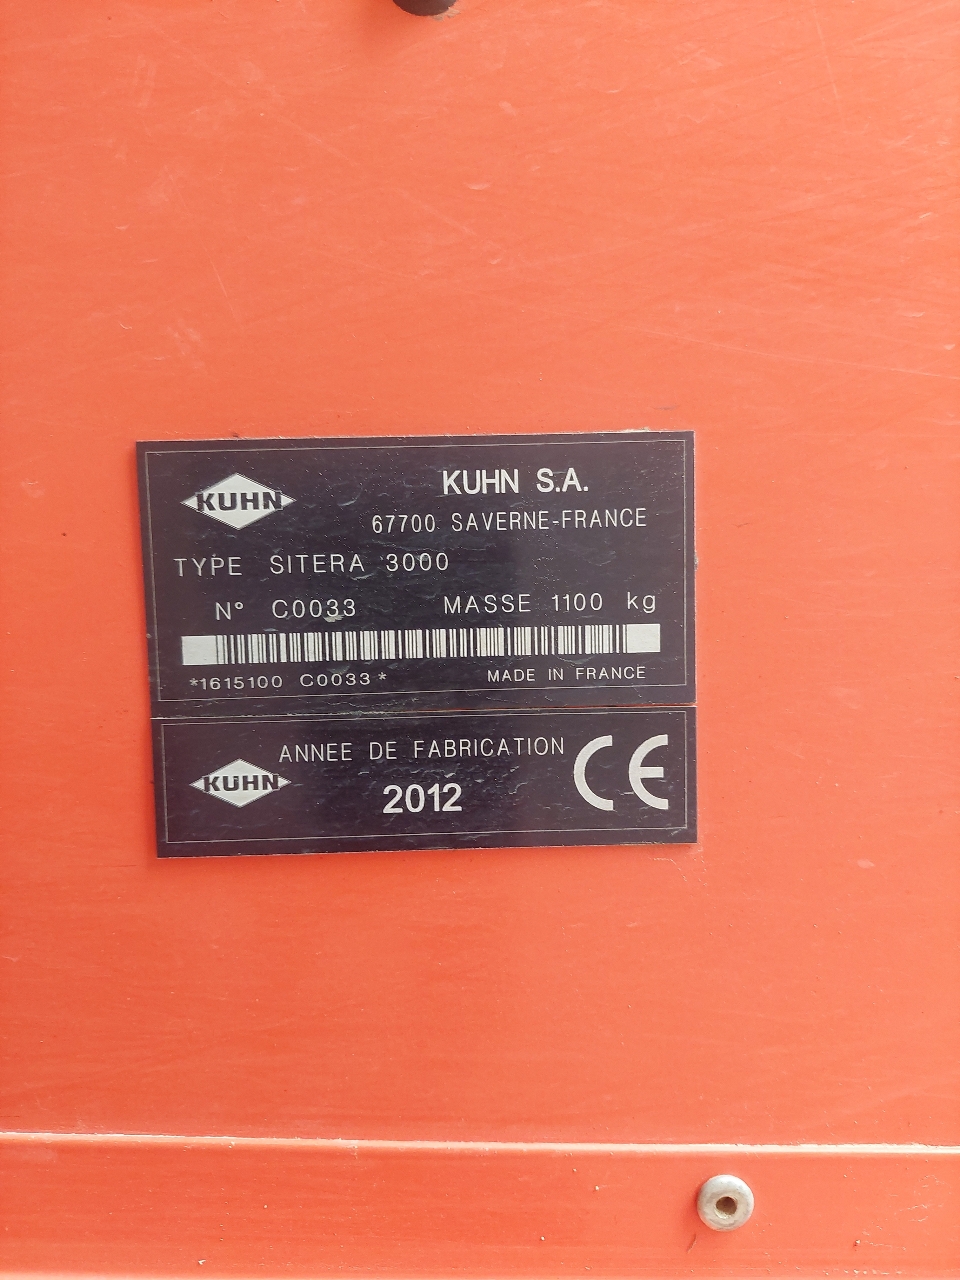 KUHN
KUHN S.A.
67700 SAVERNE-FRANCE
TYPE SITERA 3000
N° C0033 MASSE 1100 kg
*1615100 C0033* MADE IN FRANCE
KUHN
ANNEE DE FABRICATION
2012
CE